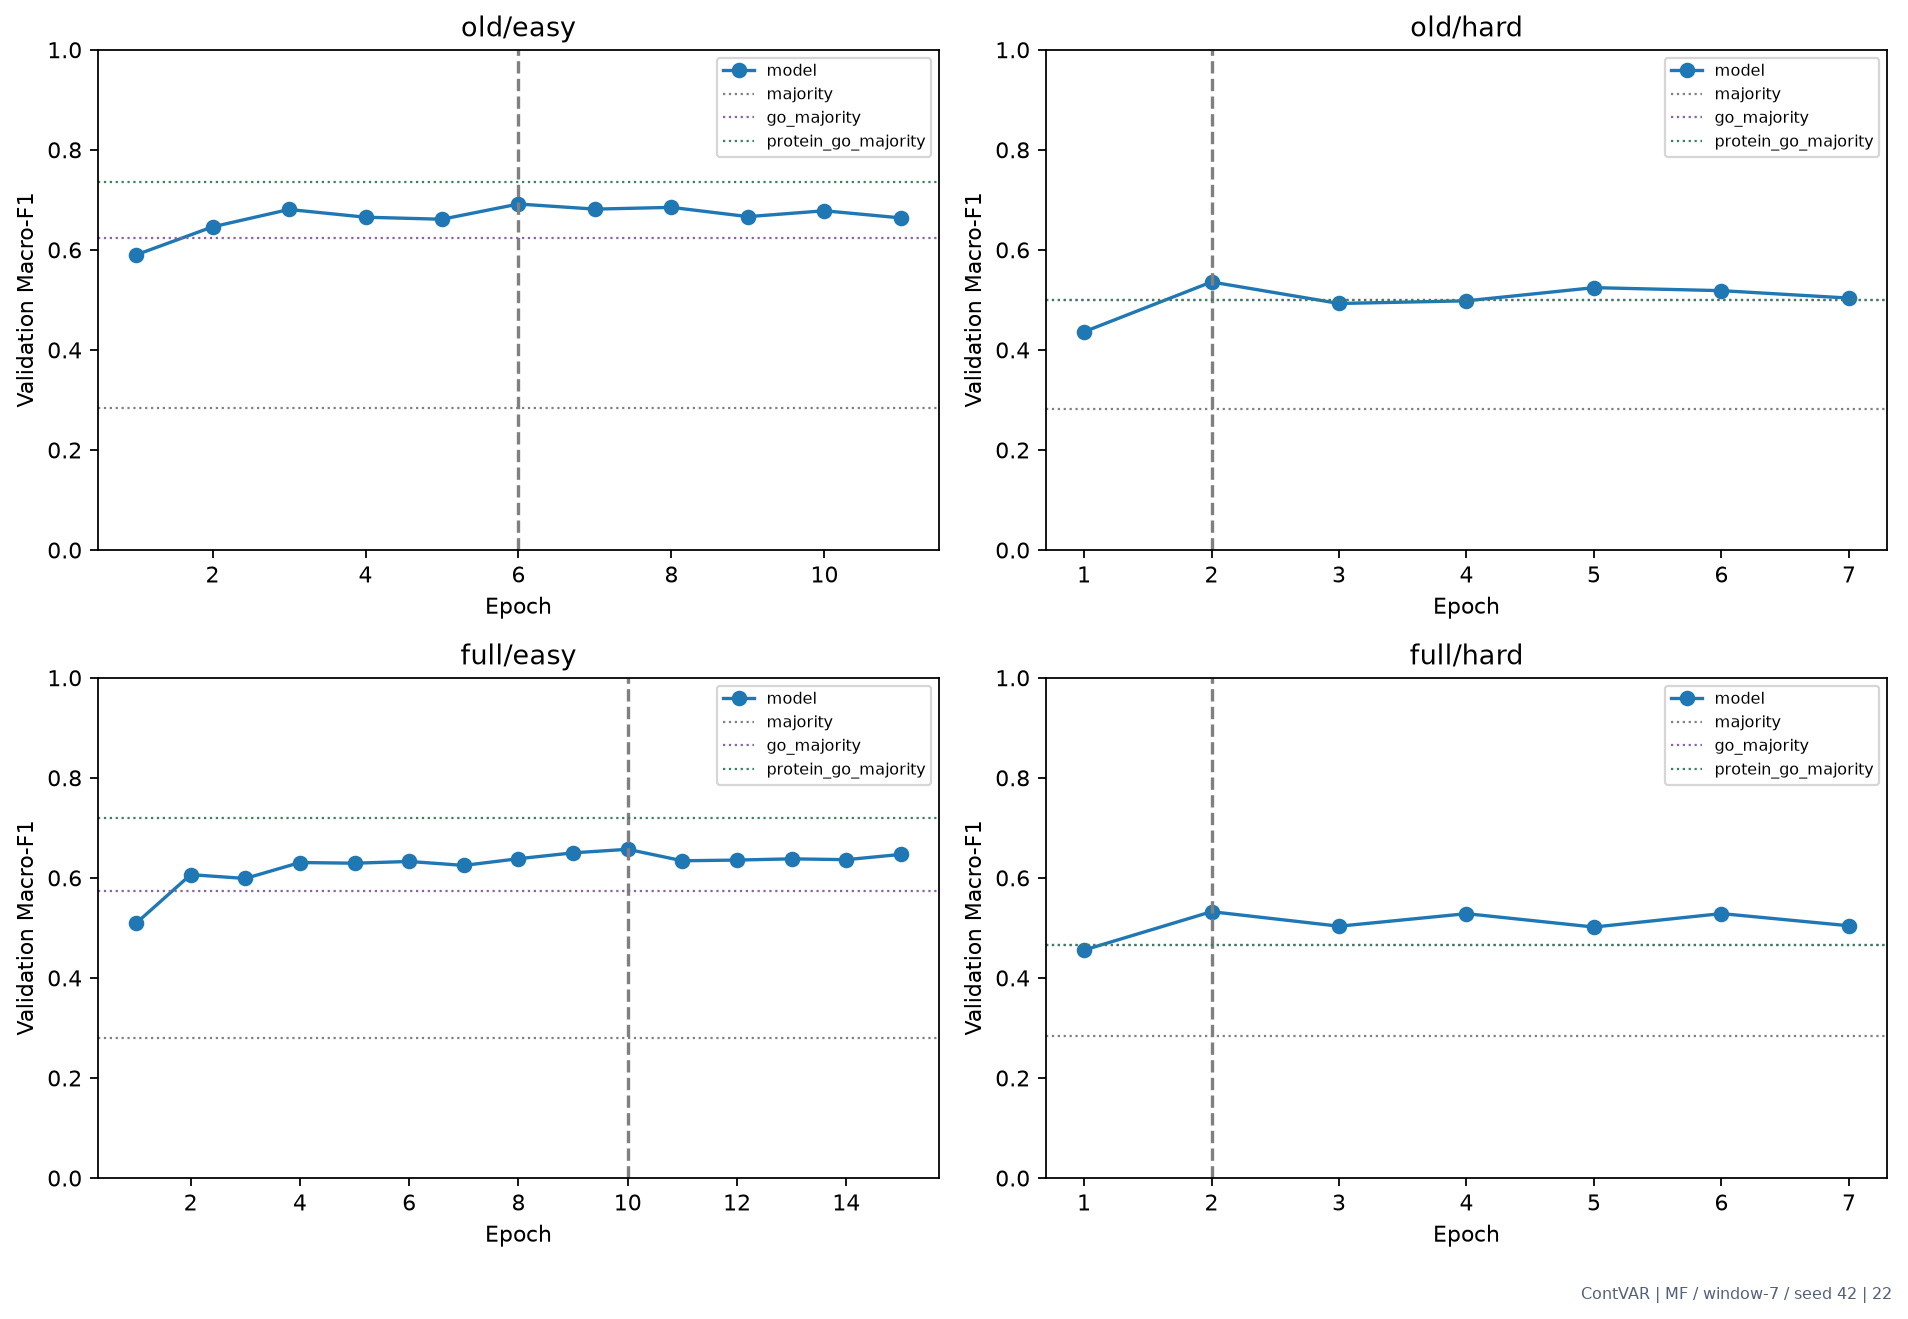 old/easy
1.0
0.8
0.6
0.4
0.2
0.0
Validation Macro-F1
model
majority
go_majority
protein_go_majority
2 4 6 8 10
Epoch
old/hard
1.0
0.8
0.6
0.4
0.2
0.0
Validation Macro-F1
model
majority
go_majority
protein_go_majority
1 2 3 4 5 6 7
Epoch
full/easy
1.0
0.8
0.6
0.4
0.2
0.0
Validation Macro-F1
model
majority
go_majority
protein_go_majority
2 4 6 8 10 12 14
Epoch
full/hard
1.0
0.8
0.6
0.4
0.2
0.0
Validation Macro-F1
model
majority
go_majority
protein_go_majority
1 2 3 4 5 6 7
Epoch
ContVAR | MF / window-7 / seed 42 | 22